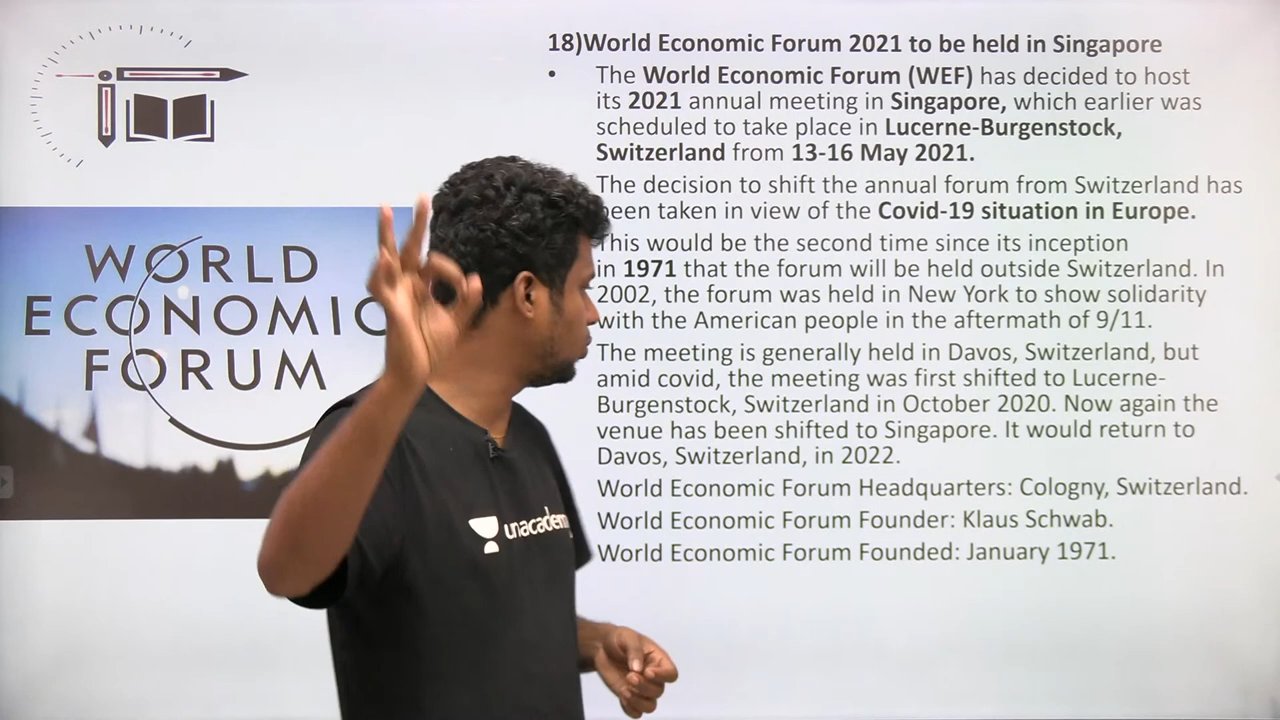 18)World Economic Forum 2021 to be held in Singapore
• The World Economic Forum (WEF) has decided to host
its 2021 annual meeting in Singapore, which earlier was
scheduled to take place in Lucerne-Burgenstock,
Switzerland from 13-16 May 2021.
The decision to shift the annual forum from Switzerland has
been taken in view of the Covid-19 situation in Europe.
This would be the second time since its inception
in 1971 that the forum will be held outside Switzerland. In
2002, the forum was held in New York to show solidarity
with the American people in the aftermath of 9/11.
The meeting is generally held in Davos, Switzerland, but
amid covid, the meeting was first shifted to Lucerne-
Burgenstock, Switzerland in October 2020. Now again the
venue has been shifted to Singapore. It would return to
Davos, Switzerland, in 2022.
World Economic Forum Headquarters: Cologny, Switzerland.
World Economic Forum Founder: Klaus Schwab.
World Economic Forum Founded: January 1971.
WORLD
ECONOMIC
FORUM
unacademy